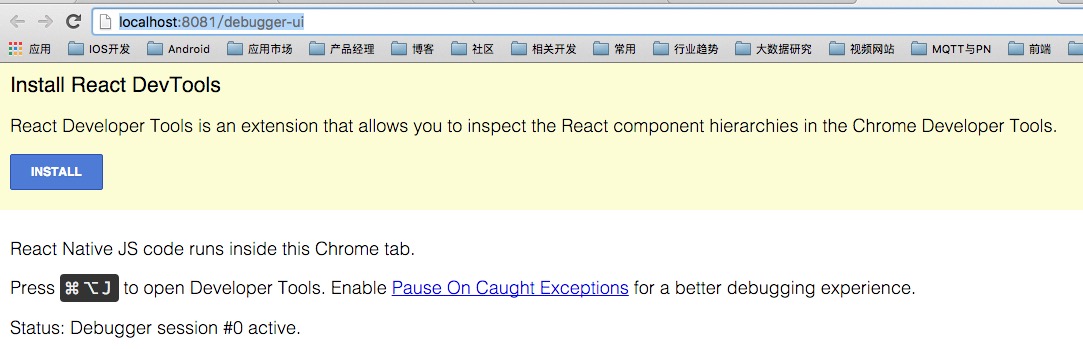 localhost:8081/debugger-ui
应用 IOS开发 Android 应用市场 产品经理 博客 社区 相关开发 常用 行业趋势 大数据研究 视频网站 MQTT与PN 前端
Install React DevTools
React Developer Tools is an extension that allows you to inspect the React component hierarchies in the Chrome Developer Tools.
INSTALL
React Native JS code runs inside this Chrome tab.
Press ⌘⌥J to open Developer Tools. Enable Pause On Caught Exceptions for a better debugging experience.
Status: Debugger session #0 active.